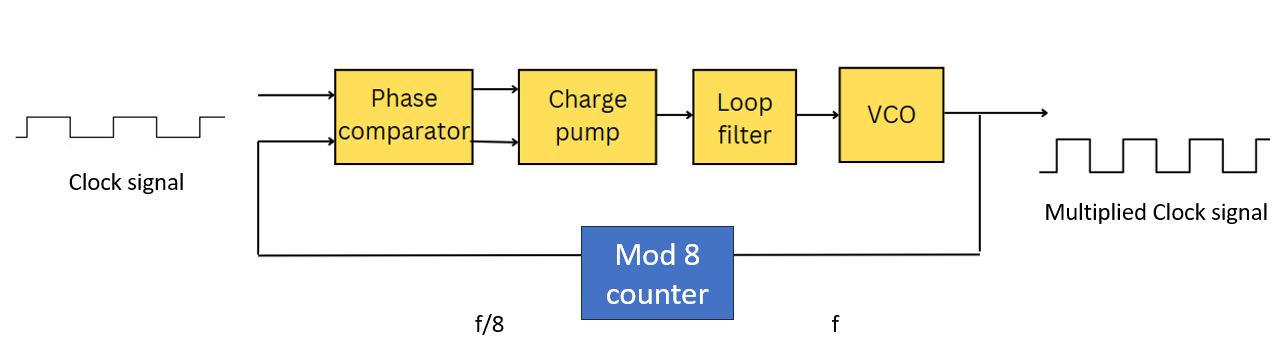 Phase
comparator
Charge
pump
Loop
filter
VCO
Clock signal
Multiplied Clock signal
Mod 8
counter
f/8
f